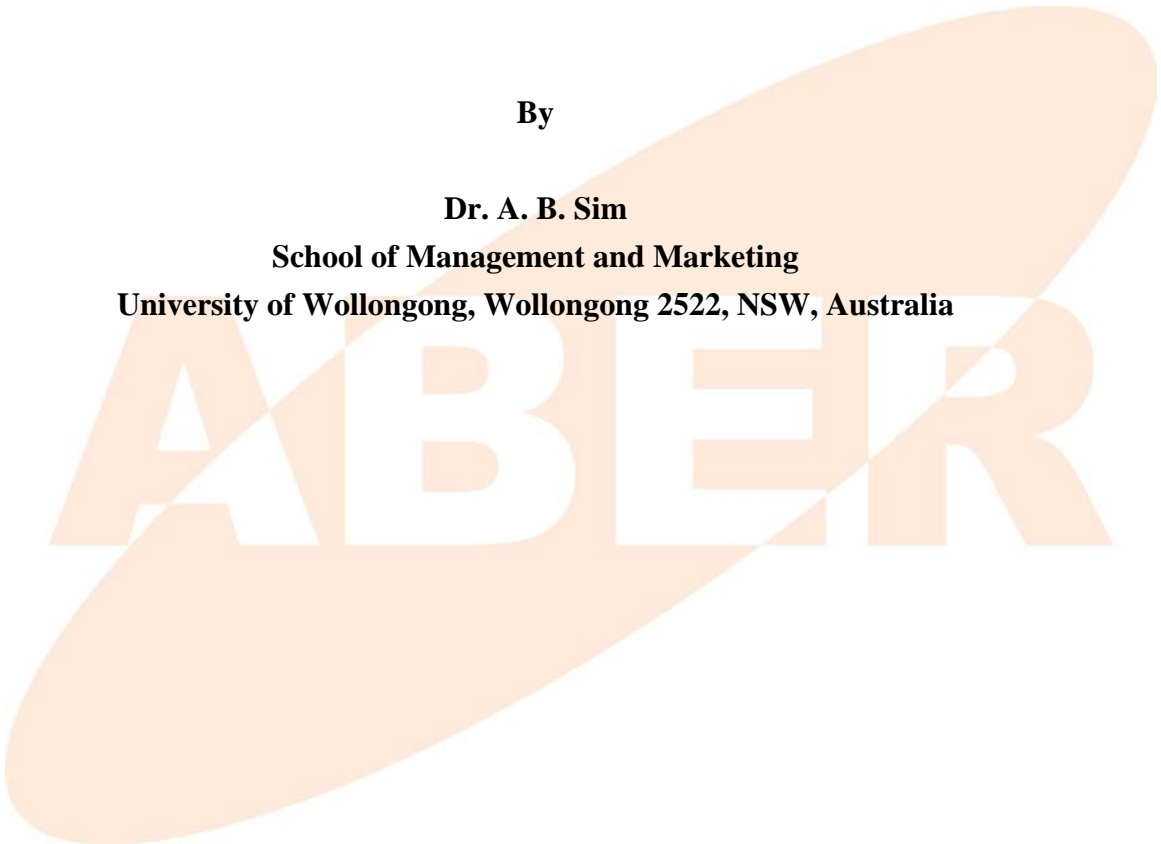 By
Dr. A. B. Sim
School of Management and Marketing
University of Wollongong, Wollongong 2522, NSW, Australia
ABER